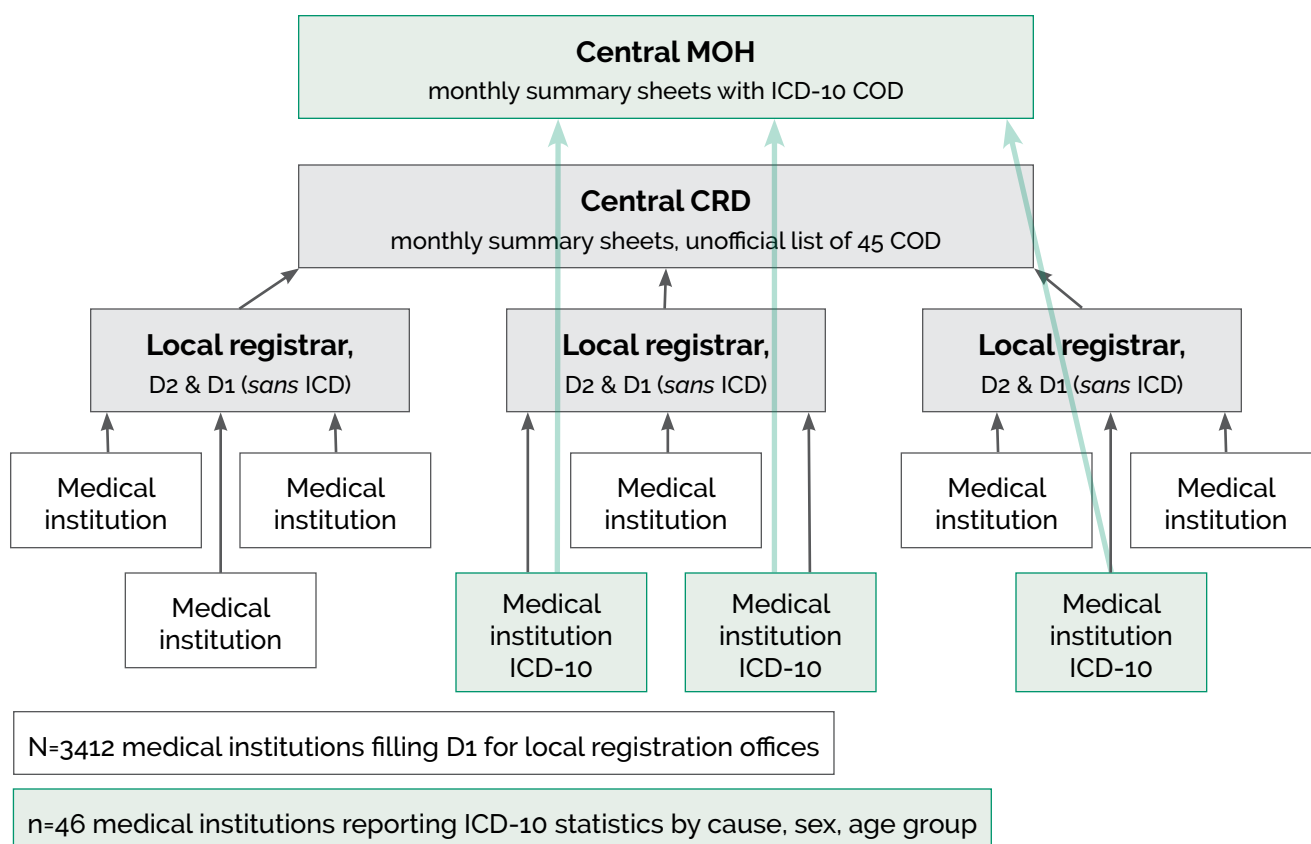 Central MOH
monthly summary sheets with ICD-10 COD
Central CRD
monthly summary sheets, unofficial list of 45 COD
Local registrar,
D2 & D1 (sans ICD)
Local registrar,
D2 & D1 (sans ICD)
Local registrar,
D2 & D1 (sans ICD)
Medical
institution
Medical
institution
Medical
institution
Medical
institution
Medical
institution
Medical
institution
Medical
institution
ICD-10
Medical
institution
ICD-10
Medical
institution
ICD-10
N=3412 medical institutions filling D1 for local registration offices
n=46 medical institutions reporting ICD-10 statistics by cause, sex, age group